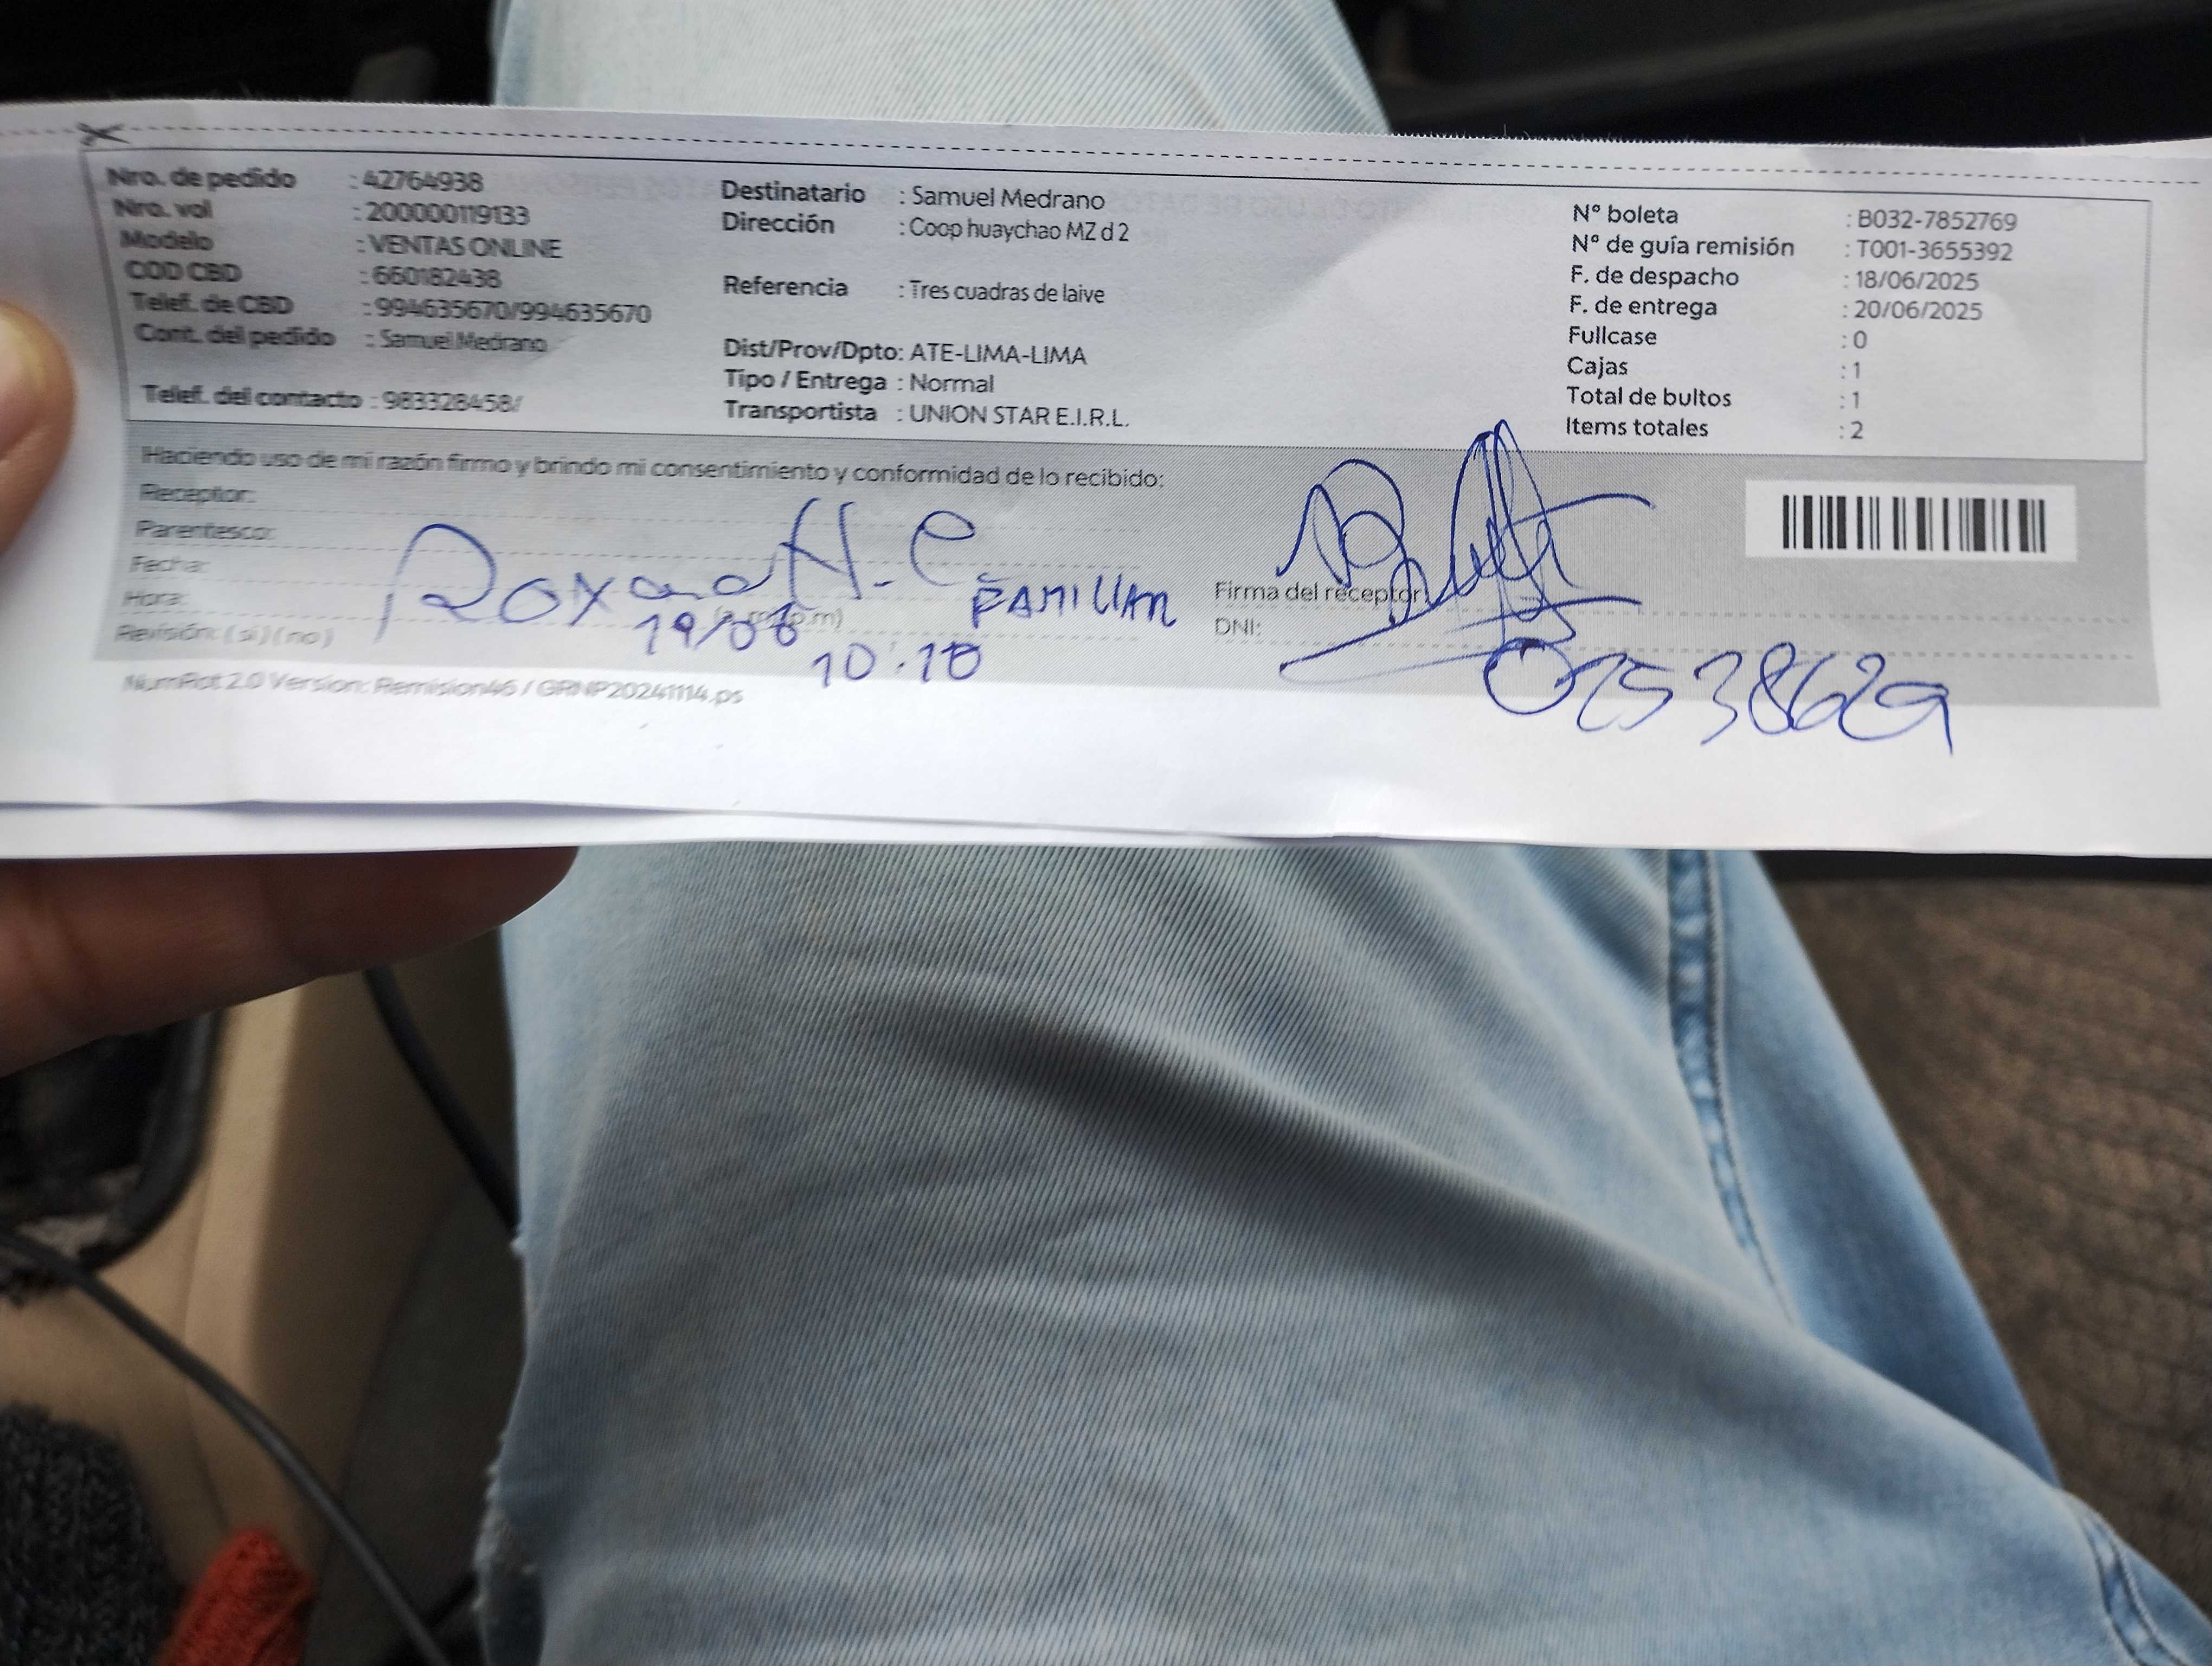 Nro. de pedido : 42764938
Nro. vol : 200000119133
Modelo : VENTAS ONLINE
COD CBD : 660182438
Telef. de CBD : 994635670/994635670
Cont. del pedido : Samuel Medrano
Telef. del contacto : 983328458/
Destinatario : Samuel Medrano
Dirección : Coop huaychao MZ d 2
Referencia : Tres cuadras de laive
Dist/Prov/Dpto: ATE-LIMA-LIMA
Tipo / Entrega : Normal
Transportista : UNION STAR E.I.R.L.
N° boleta : B032-7852769
N° de guía remisión : T001-3655392
F. de despacho : 18/06/2025
F. de entrega : 20/06/2025
Fullcase : 0
Cajas : 1
Total de bultos : 1
Items totales : 2
Haciendo uso de mi razón firmo y brindo mi consentimiento y conformidad de lo recibido:
Receptor:
Parentesco:
Fecha:
Hora:
Revisión: ( si ) ( no )
Roxana H. C
FAMILIAR
19/06
10:10
Firma del receptor:
DNI:
NumRot 2.0 Version: Remision46 / GRNP20241114.ps